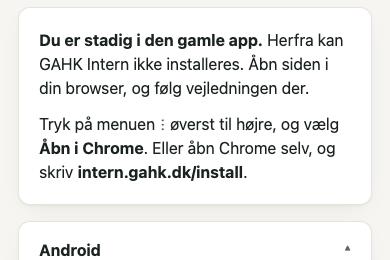 Du er stadig i den gamle app. Herfra kan
GAHK Intern ikke installeres. Åbn siden i
din browser, og følg vejledningen der.
Tryk på menuen ⋮ øverst til højre, og vælg
Åbn i Chrome. Eller åbn Chrome selv, og
skriv intern.gahk.dk/install.
Android ▲